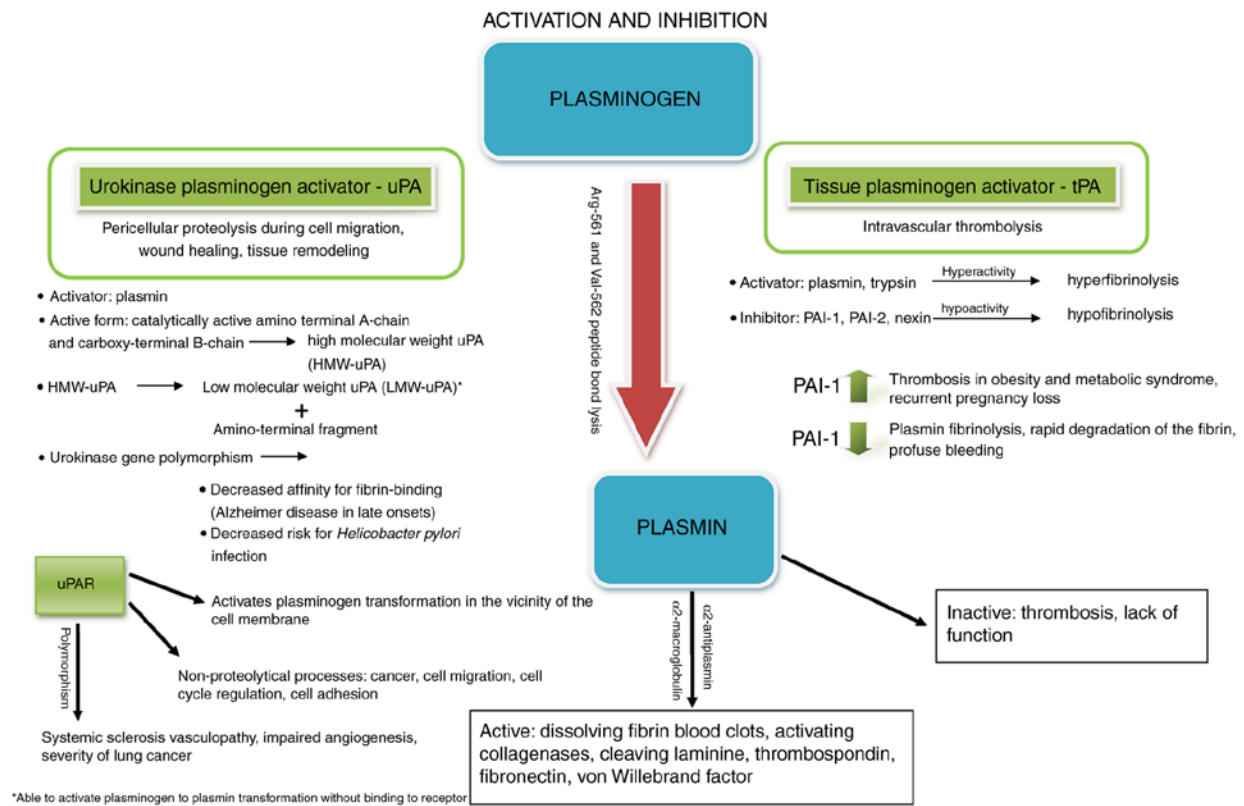 ACTIVATION AND INHIBITION
PLASMINOGEN
Urokinase plasminogen activator - uPA
Pericellular proteolysis during cell migration,
wound healing, tissue remodeling
• Activator: plasmin
• Active form: catalytically active amino terminal A-chain
and carboxy-terminal B-chain
high molecular weight uPA
(HMW-uPA)
• HMW-uPA
Low molecular weight uPA (LMW-uPA)*
+
Amino-terminal fragment
• Urokinase gene polymorphism
• Decreased affinity for fibrin-binding
(Alzheimer disease in late onsets)
• Decreased risk for Helicobacter pylori
infection
Arg-561 and Val-562 peptide bond lysis
Tissue plasminogen activator - tPA
Intravascular thrombolysis
• Activator: plasmin, trypsin
Hyperactivity
hyperfibrinolysis
• Inhibitor: PAI-1, PAI-2, nexin
hypoactivity
hypofibrinolysis
PAI-1
Thrombosis in obesity and metabolic syndrome,
recurrent pregnancy loss
PAI-1
Plasmin fibrinolysis, rapid degradation of the fibrin,
profuse bleeding
PLASMIN
uPAR
Activates plasminogen transformation in the vicinity of the
cell membrane
Non-proteolytical processes: cancer, cell migration, cell
cycle regulation, cell adhesion
Polymorphism
Systemic sclerosis vasculopathy, impaired angiogenesis,
severity of lung cancer
α2-antiplasmin
α2-macroglobulin
Inactive: thrombosis, lack of
function
Active: dissolving fibrin blood clots, activating
collagenases, cleaving laminine, thrombospondin,
fibronectin, von Willebrand factor
*Able to activate plasminogen to plasmin transformation without binding to receptor